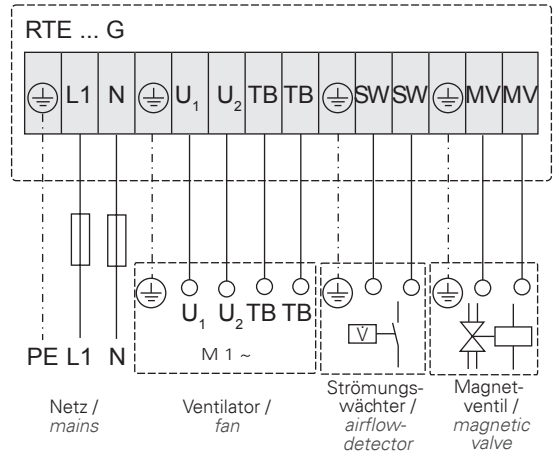 RTE ... G
L1 N U1 U2 TB TB SW SW MV MV
U1 U2 TB TB
V̇
PE L1 N
M 1 ~
Netz /
mains
Ventilator /
fan
Strömungs-
wächter /
airflow-
detector
Magnet-
ventil /
magnetic
valve